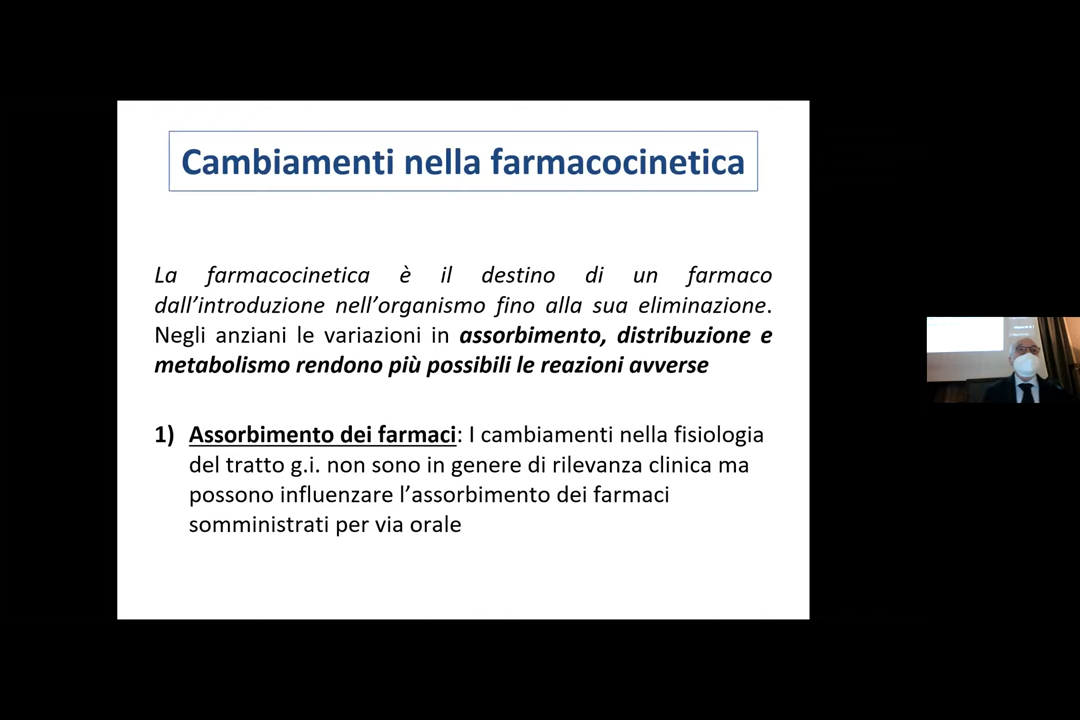 Cambiamenti nella farmacocinetica
La farmacocinetica è il destino di un farmaco
dall'introduzione nell'organismo fino alla sua eliminazione.
Negli anziani le variazioni in assorbimento, distribuzione e
metabolismo rendono più possibili le reazioni avverse
1) Assorbimento dei farmaci: I cambiamenti nella fisiologia
del tratto g.i. non sono in genere di rilevanza clinica ma
possono influenzare l'assorbimento dei farmaci
somministrati per via orale